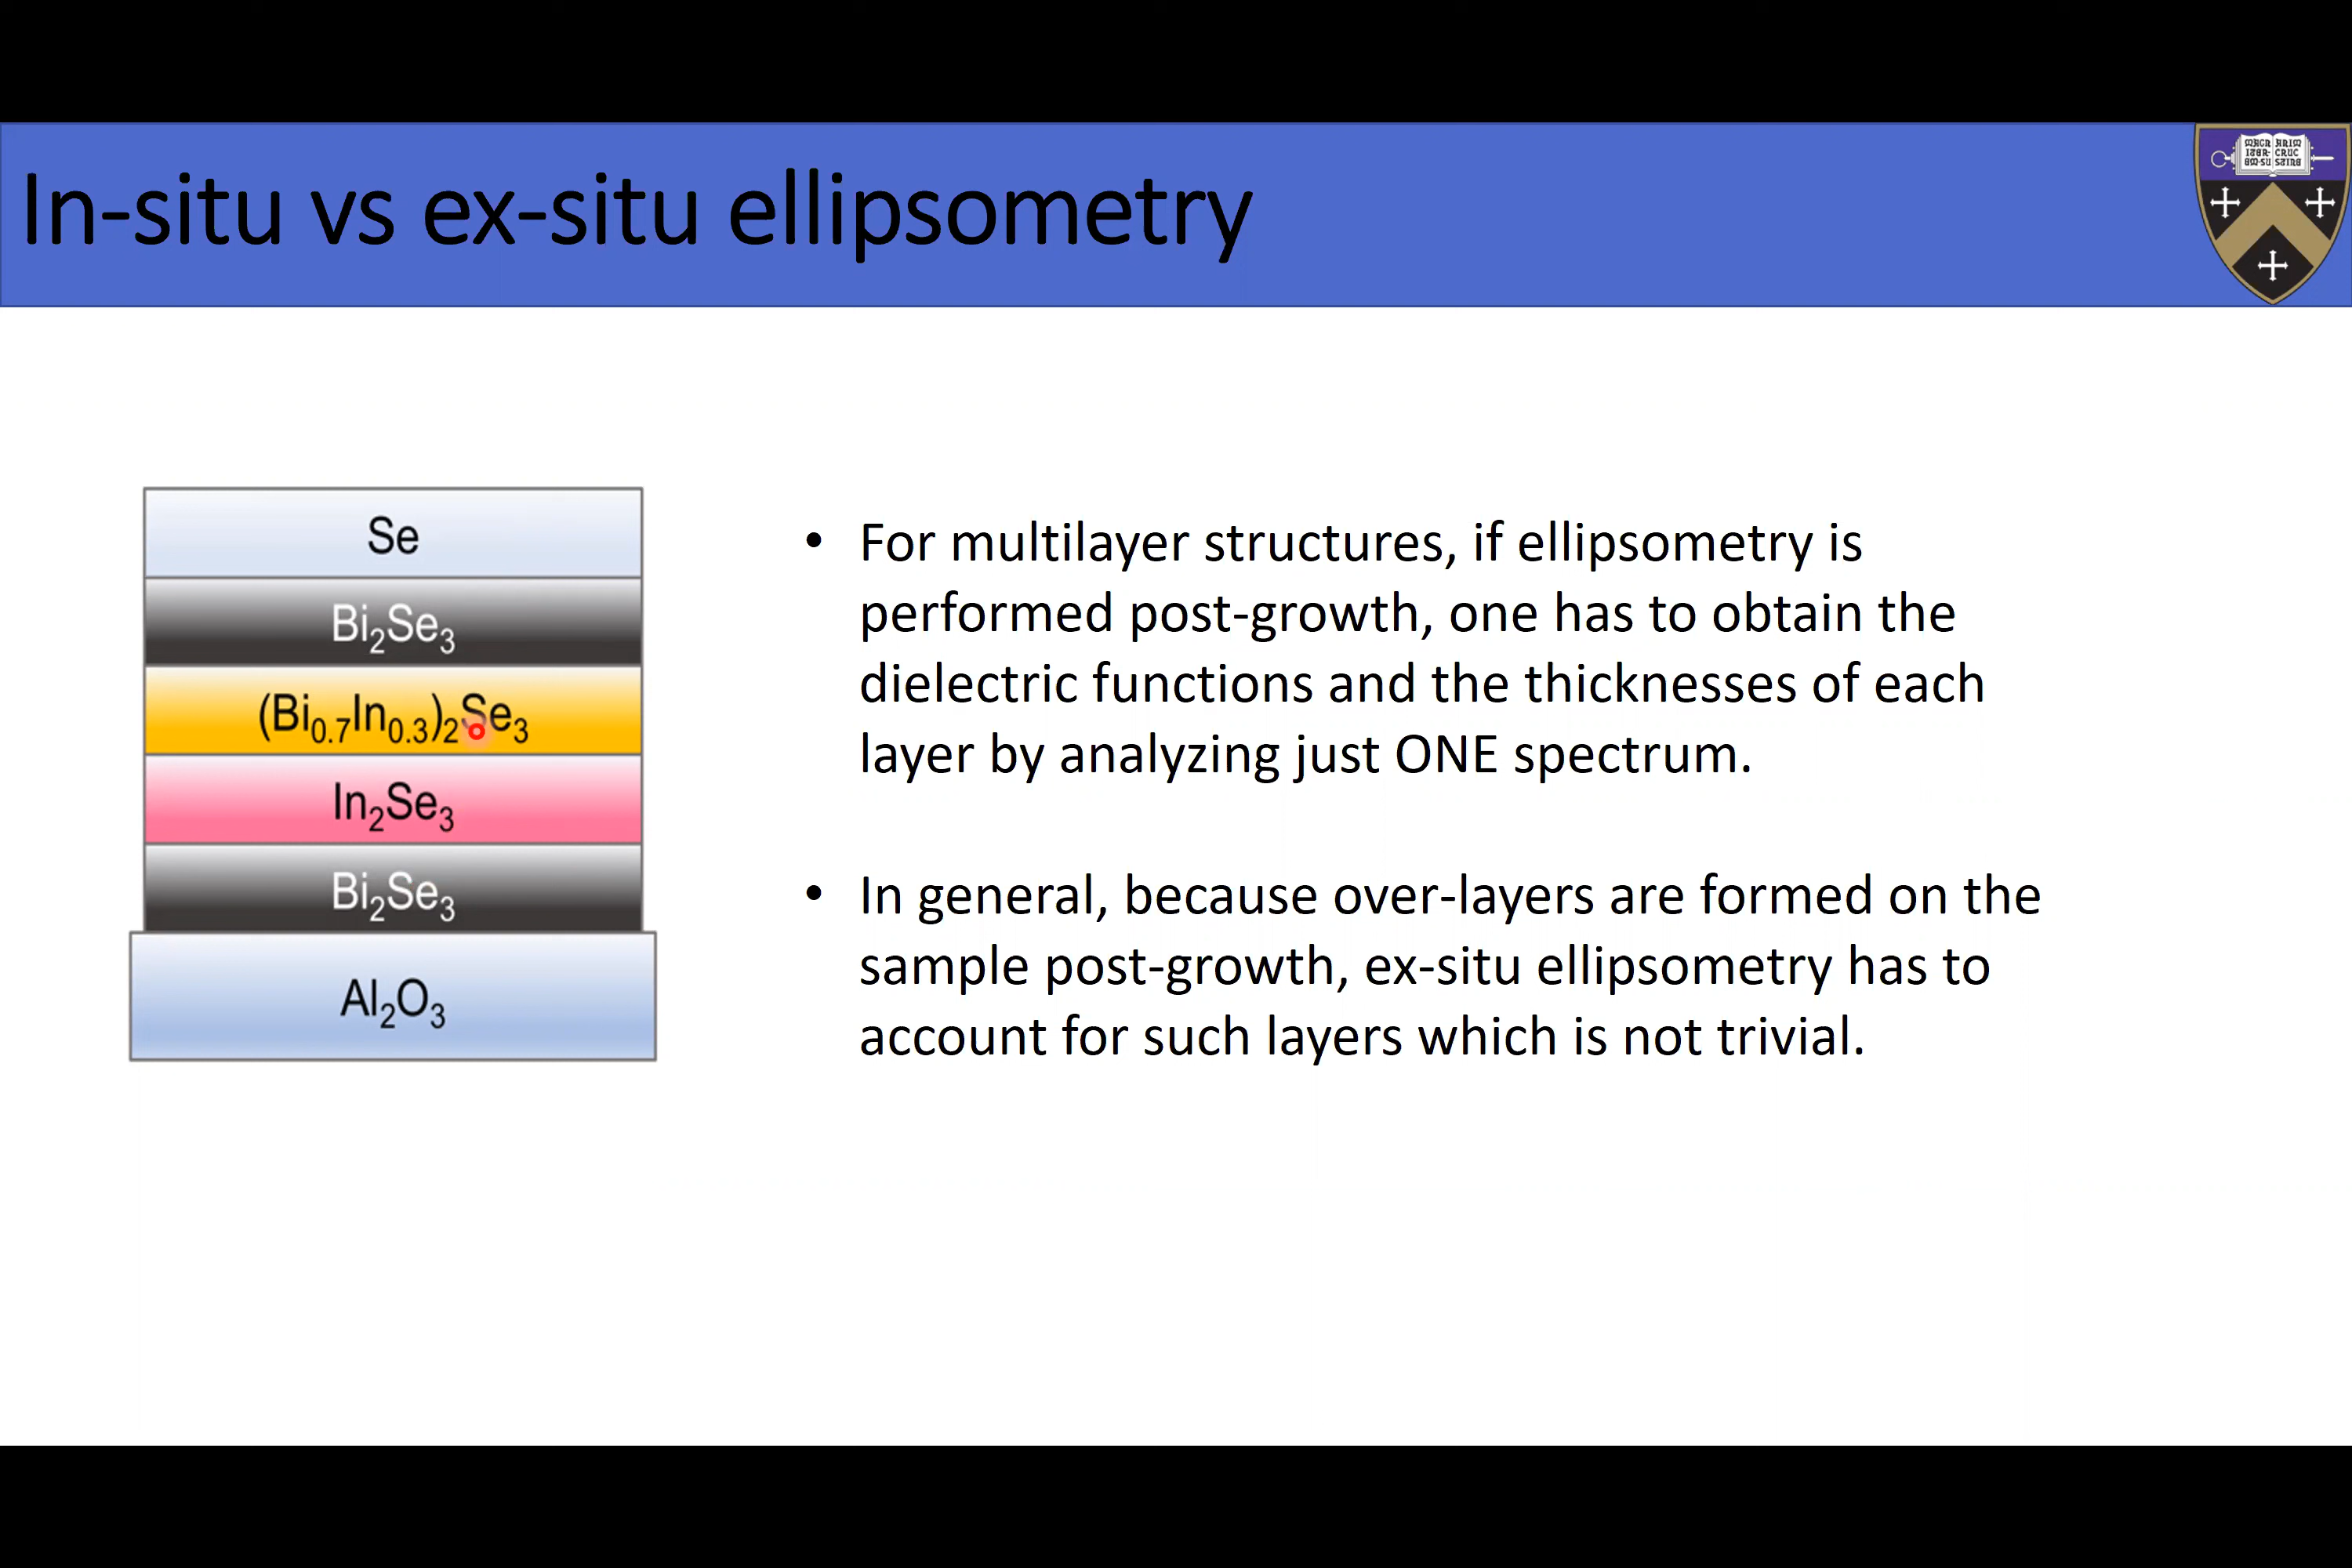 In-situ vs ex-situ ellipsometry
Se
Bi₂Se₃
(Bi₀.₇In₀.₃)₂Se₃
In₂Se₃
Bi₂Se₃
Al₂O₃
• For multilayer structures, if ellipsometry is
performed post-growth, one has to obtain the
dielectric functions and the thicknesses of each
layer by analyzing just ONE spectrum.
• In general, because over-layers are formed on the
sample post-growth, ex-situ ellipsometry has to
account for such layers which is not trivial.